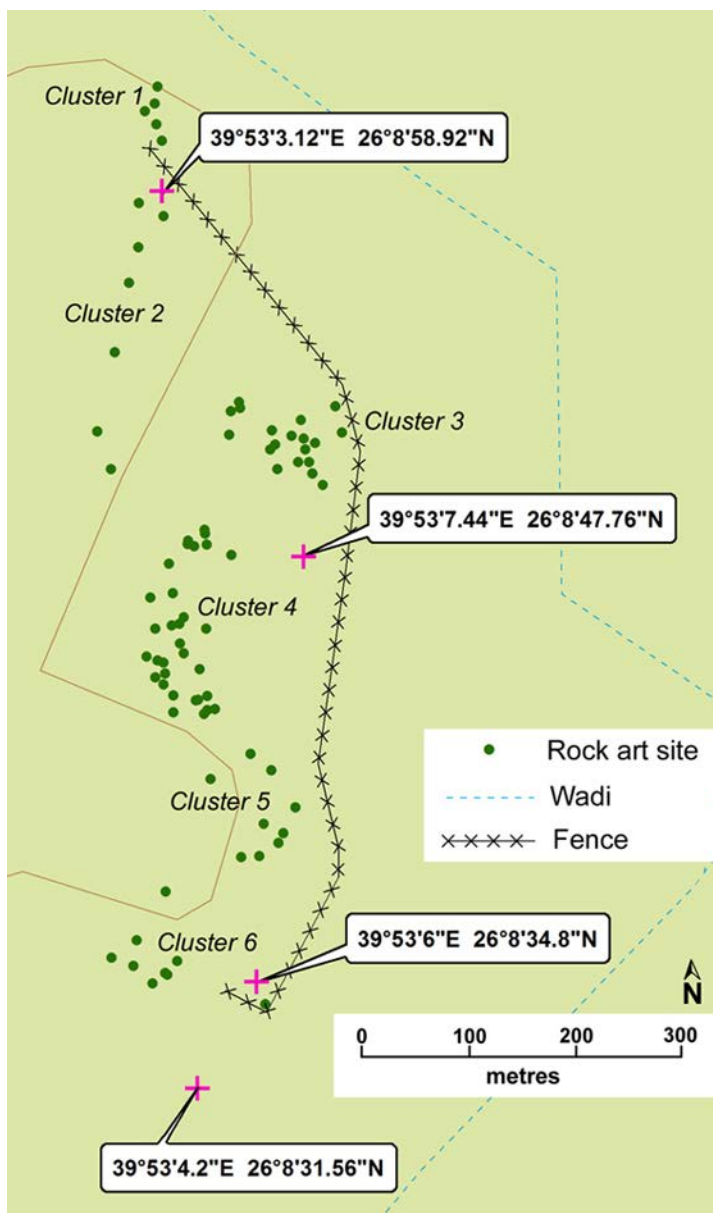 Cluster 1
39°53'3.12"E 26°8'58.92"N
Cluster 2
Cluster 3
39°53'7.44"E 26°8'47.76"N
Cluster 4
Rock art site
Wadi
Fence
Cluster 5
39°53'6"E 26°8'34.8"N
Cluster 6
N
0 100 200 300
metres
39°53'4.2"E 26°8'31.56"N